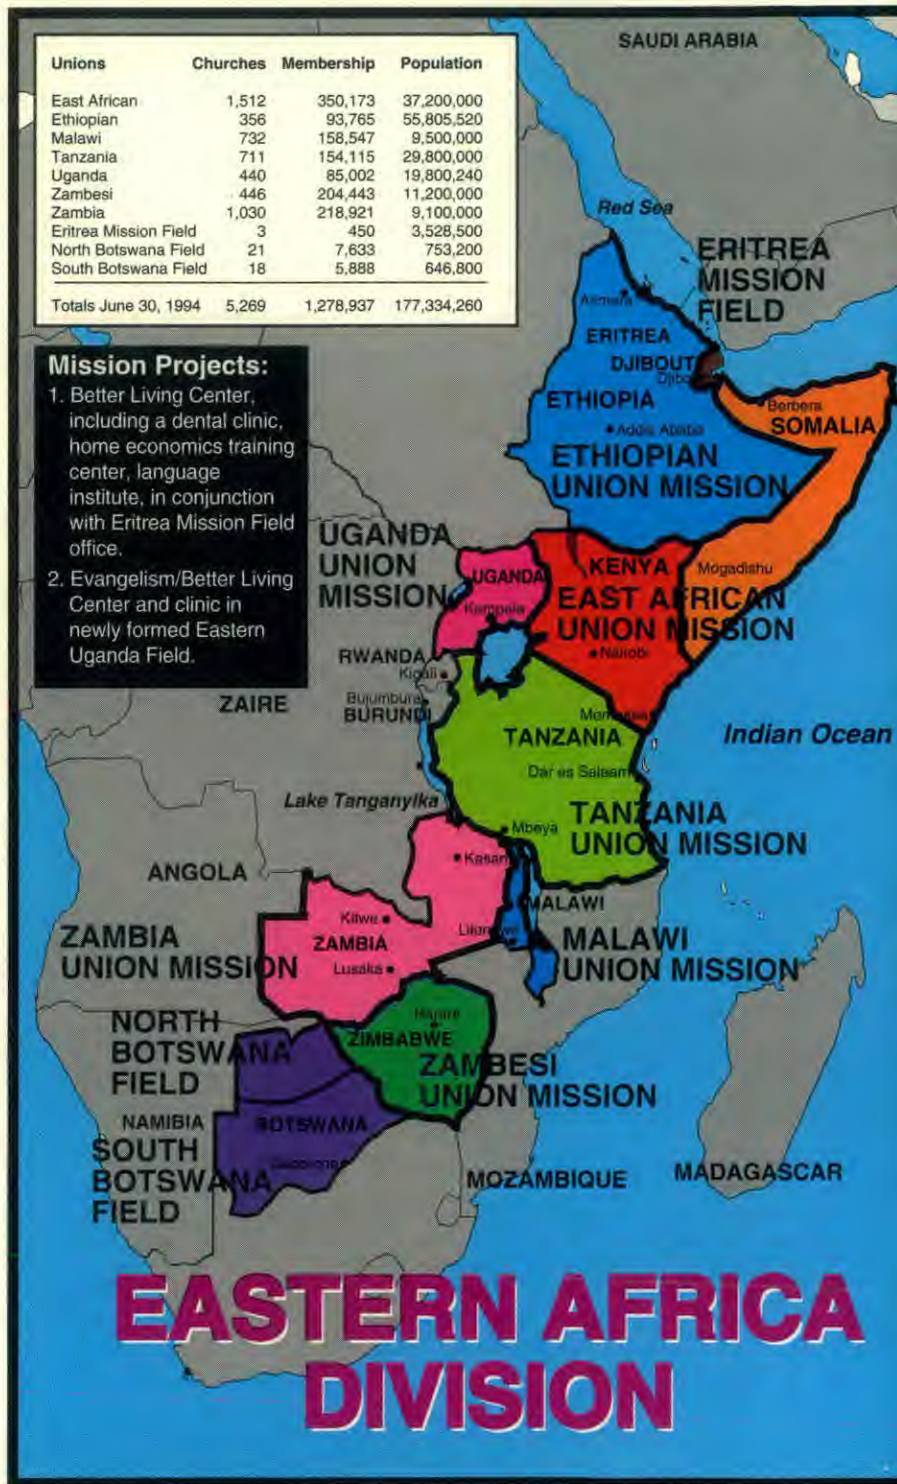 Unions Churches Membership Population
East African 1,512 350,173 37,200,000
Ethiopian 356 93,765 55,805,520
Malawi 732 158,547 9,500,000
Tanzania 711 154,115 29,800,000
Uganda 440 85,002 19,800,240
Zambesi 446 204,443 11,200,000
Zambia 1,030 218,921 9,100,000
Eritrea Mission Field 3 450 3,528,500
North Botswana Field 21 7,633 753,200
South Botswana Field 18 5,888 646,800
Totals June 30, 1994 5,269 1,278,937 177,334,260
Mission Projects:
1. Better Living Center,
including a dental clinic,
home economics training
center, language
institute, in conjunction
with Eritrea Mission Field
office.
2. Evangelism/Better Living
Center and clinic in
newly formed Eastern
Uganda Field.
SAUDI ARABIA
Red Sea
ERITREA
MISSION
FIELD
Asmara
ERITREA
DJIBOUTI
ETHIOPIA
Addis Ababa
Berbera
SOMALIA
ETHIOPIAN
UNION MISSION
UGANDA
UNION
MISSION
UGANDA
Kampala
KENYA
Mogadishu
EAST AFRICAN
UNION MISSION
Nairobi
RWANDA
Kigali
ZAIRE
Bujumbura
BURUNDI
Mombasa
TANZANIA
Indian Ocean
Dar es Salaam
Lake Tanganyika
Mbeya
TANZANIA
UNION MISSION
Kasama
ANGOLA
MALAWI
Kitwe
Lilongwe
ZAMBIA
UNION MISSION
ZAMBIA
Lusaka
MALAWI
UNION MISSION
NORTH
BOTSWANA
FIELD
Harare
ZIMBABWE
ZAMBESI
UNION MISSION
NAMIBIA
BOTSWANA
SOUTH
BOTSWANA
FIELD
Gaborone
MOZAMBIQUE
MADAGASCAR
EASTERN AFRICA
DIVISION